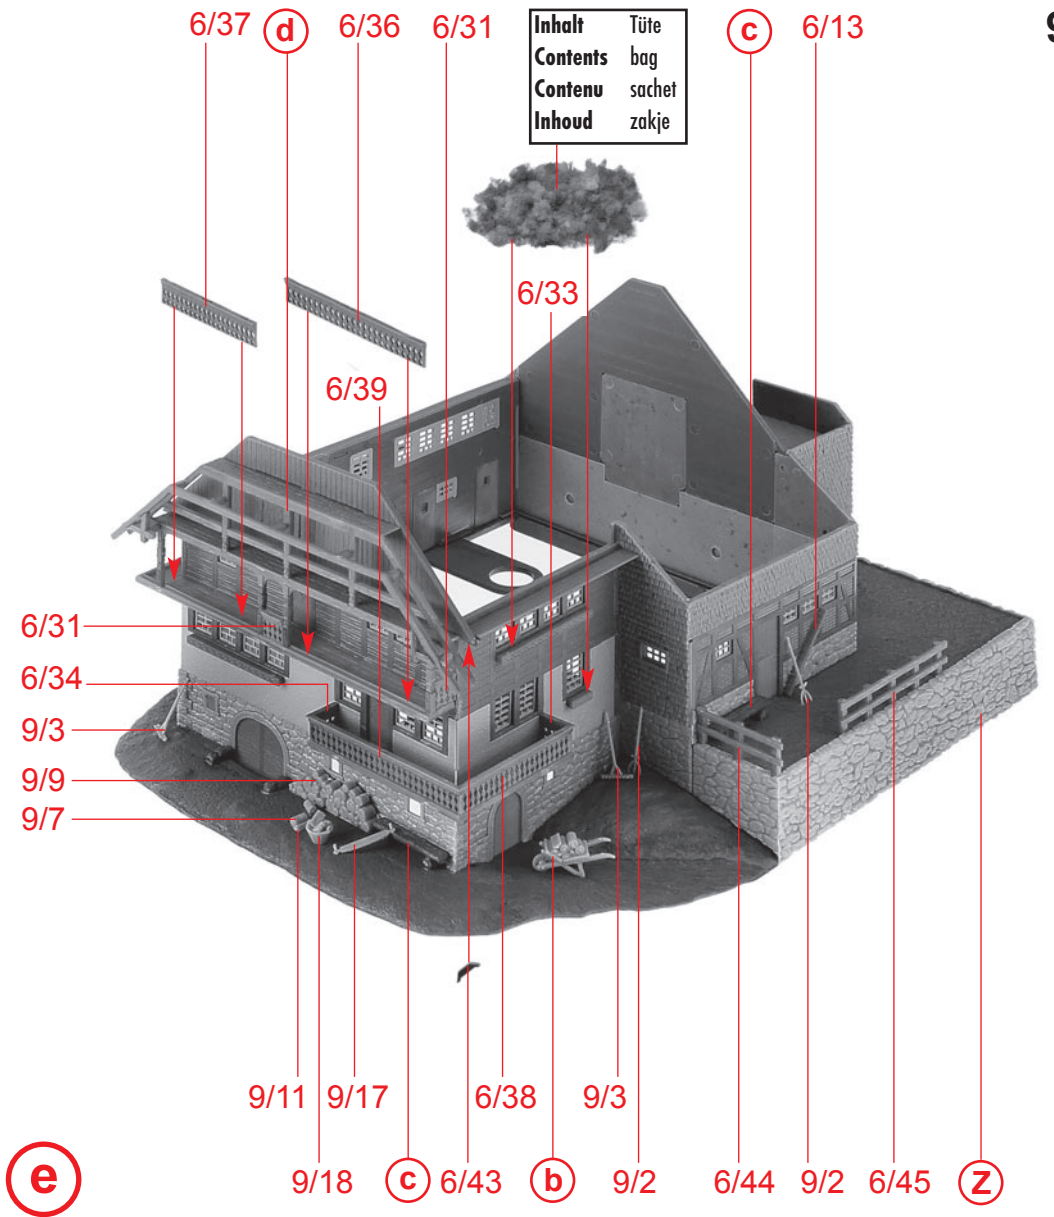 6/37 d 6/36 6/31 c 6/13
Inhalt Tüte
Contents bag
Contenu sachet
Inhoud zakje
6/33
6/39
6/31
6/34
9/3
9/9
9/7
9/11 9/17 6/38 9/3
9/18 c 6/43 b 9/2 6/44 9/2 6/45 Z
e